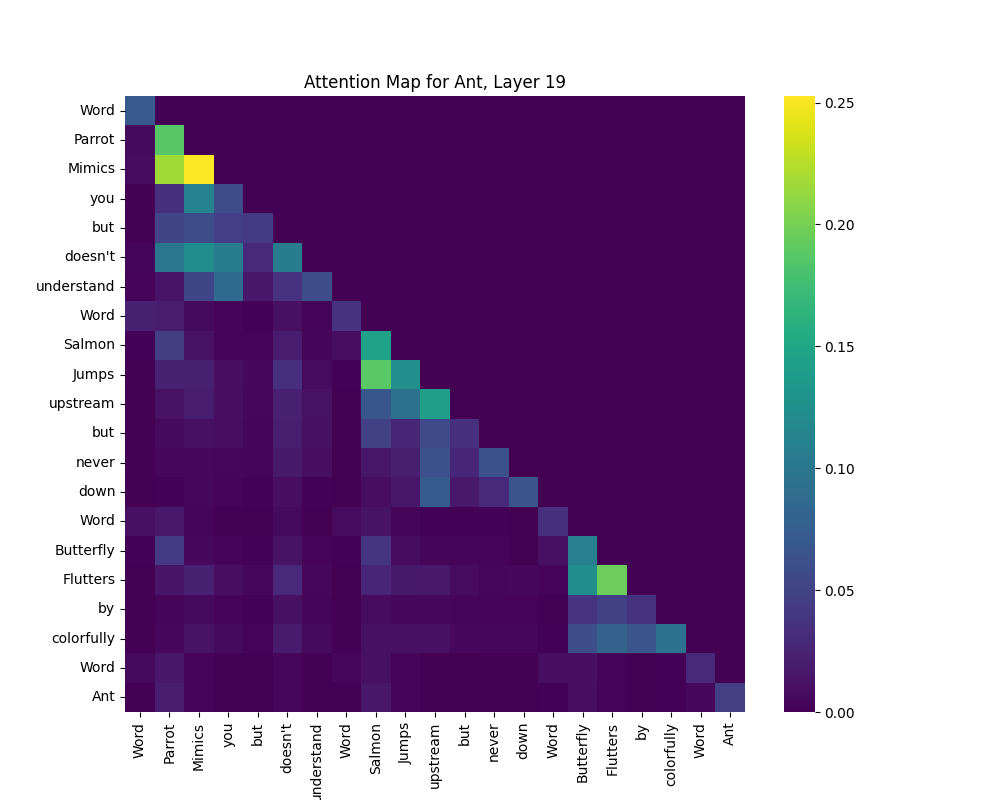 Attention Map for Ant, Layer 19
Word
Parrot
Mimics
you
but
doesn't
understand
Word
Salmon
Jumps
upstream
but
never
down
Word
Butterfly
Flutters
by
colorfully
Word
Ant
Word
Parrot
Mimics
you
but
doesn't
understand
Word
Salmon
Jumps
upstream
but
never
down
Word
Butterfly
Flutters
by
colorfully
Word
Ant
0.25
0.20
0.15
0.10
0.05
0.00